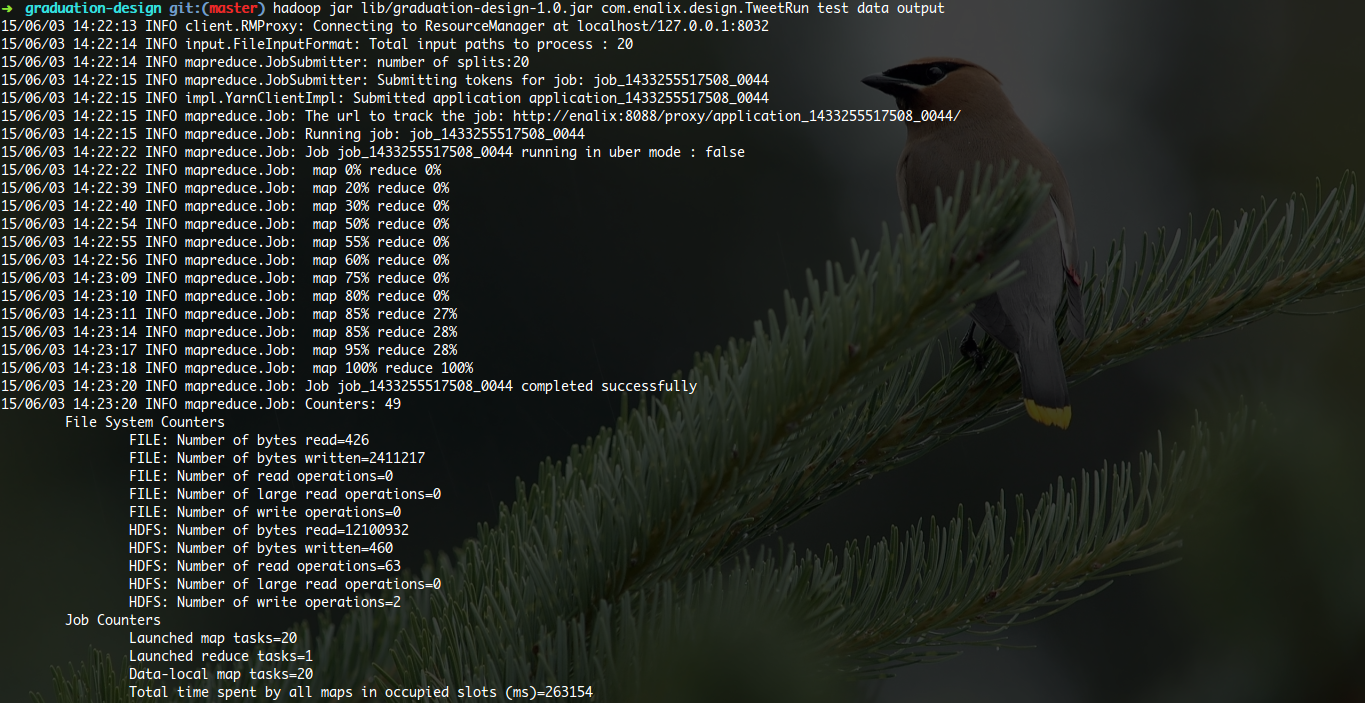 ➜ graduation-design git:(master) hadoop jar lib/graduation-design-1.0.jar com.enalix.design.TweetRun test data output
15/06/03 14:22:13 INFO client.RMProxy: Connecting to ResourceManager at localhost/127.0.0.1:8032
15/06/03 14:22:14 INFO input.FileInputFormat: Total input paths to process : 20
15/06/03 14:22:14 INFO mapreduce.JobSubmitter: number of splits:20
15/06/03 14:22:15 INFO mapreduce.JobSubmitter: Submitting tokens for job: job_1433255517508_0044
15/06/03 14:22:15 INFO impl.YarnClientImpl: Submitted application application_1433255517508_0044
15/06/03 14:22:15 INFO mapreduce.Job: The url to track the job: http://enalix:8088/proxy/application_1433255517508_0044/
15/06/03 14:22:15 INFO mapreduce.Job: Running job: job_1433255517508_0044
15/06/03 14:22:22 INFO mapreduce.Job: Job job_1433255517508_0044 running in uber mode : false
15/06/03 14:22:22 INFO mapreduce.Job:  map 0% reduce 0%
15/06/03 14:22:39 INFO mapreduce.Job:  map 20% reduce 0%
15/06/03 14:22:40 INFO mapreduce.Job:  map 30% reduce 0%
15/06/03 14:22:54 INFO mapreduce.Job:  map 50% reduce 0%
15/06/03 14:22:55 INFO mapreduce.Job:  map 55% reduce 0%
15/06/03 14:22:56 INFO mapreduce.Job:  map 60% reduce 0%
15/06/03 14:23:09 INFO mapreduce.Job:  map 75% reduce 0%
15/06/03 14:23:10 INFO mapreduce.Job:  map 80% reduce 0%
15/06/03 14:23:11 INFO mapreduce.Job:  map 85% reduce 27%
15/06/03 14:23:14 INFO mapreduce.Job:  map 85% reduce 28%
15/06/03 14:23:17 INFO mapreduce.Job:  map 95% reduce 28%
15/06/03 14:23:18 INFO mapreduce.Job:  map 100% reduce 100%
15/06/03 14:23:20 INFO mapreduce.Job: Job job_1433255517508_0044 completed successfully
15/06/03 14:23:20 INFO mapreduce.Job: Counters: 49
File System Counters
FILE: Number of bytes read=426
FILE: Number of bytes written=2411217
FILE: Number of read operations=0
FILE: Number of large read operations=0
FILE: Number of write operations=0
HDFS: Number of bytes read=12100932
HDFS: Number of bytes written=460
HDFS: Number of read operations=63
HDFS: Number of large read operations=0
HDFS: Number of write operations=2
Job Counters
Launched map tasks=20
Launched reduce tasks=1
Data-local map tasks=20
Total time spent by all maps in occupied slots (ms)=263154